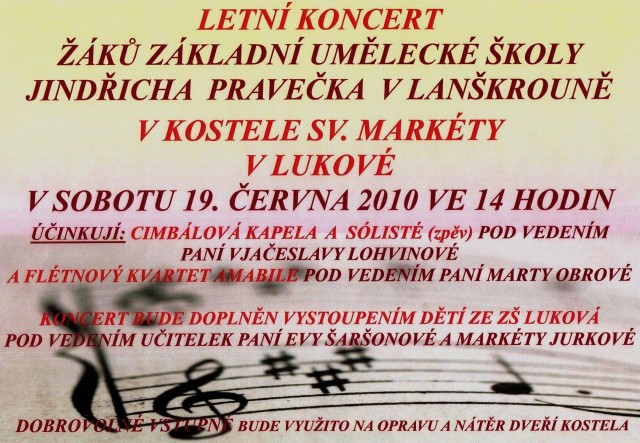 LETNÍ KONCERT
ŽÁKŮ ZÁKLADNÍ UMĚLECKÉ ŠKOLY
JINDŘICHA PRAVEČKA V LANŠKROUNĚ
V KOSTELE SV. MARKÉTY
V LUKOVÉ
V SOBOTU 19. ČERVNA 2010 VE 14 HODIN
ÚČINKUJÍ: CIMBÁLOVÁ KAPELA A SÓLISTÉ (zpěv) POD VEDENÍM
PANÍ VJAČESLAVY LOHVINOVÉ
A FLÉTNOVÝ KVARTET AMABILE POD VEDENÍM PANÍ MARTY OBROVÉ
KONCERT BUDE DOPLNĚN VYSTOUPENÍM DĚTÍ ZE ZŠ LUKOVÁ
POD VEDENÍM UČITELEK PANÍ EVY ŠARŠONOVÉ A MARKÉTY JURKOVÉ
DOBROVOLNÉ VSTUPNÉ BUDE VYUŽITO NA OPRAVU A NÁTĚR DVEŘÍ KOSTELA